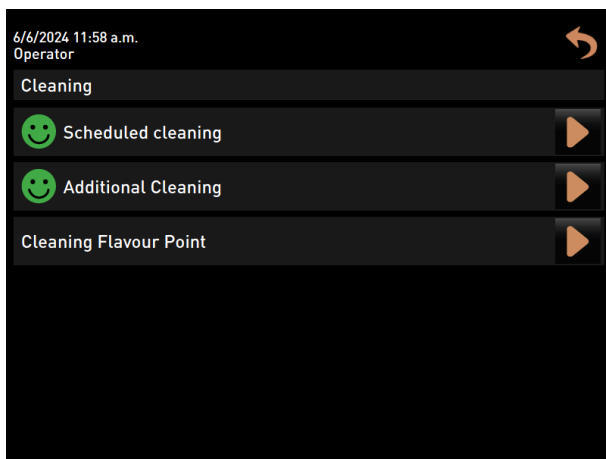 6/6/2024 11:58 a.m.
Operator
Cleaning
Scheduled cleaning
Additional Cleaning
Cleaning Flavour Point